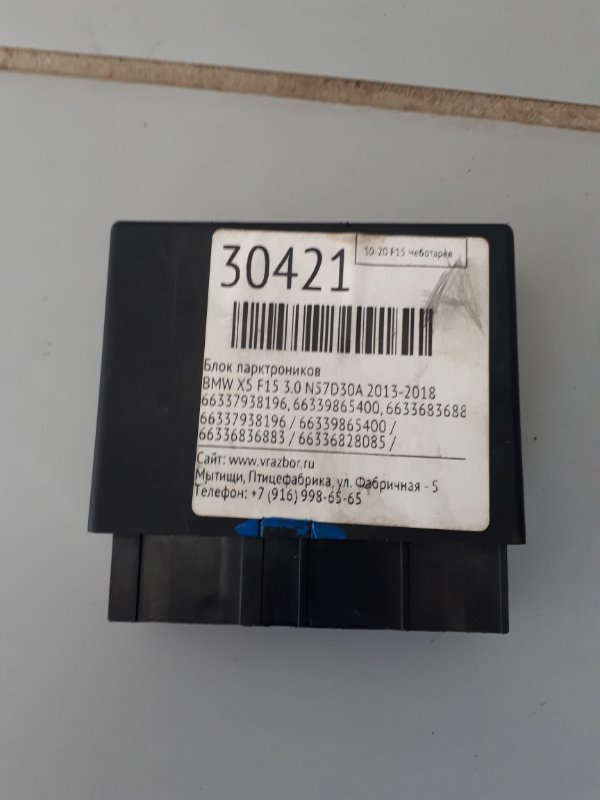 30421
10-20 F15 Чеботарёв
A
Блок парктроников
BMW X5 F15 3.0 N57D30A 2013-2018
66337938196, 66339865400, 6633683688
66337938196 / 66339865400 /
66336836883 / 66336828085 /
Сайт: www.vrazbor.ru
Мытищи, Птицефабрика, ул. Фабричная - 5
Телефон: +7 (916) 998-65-65